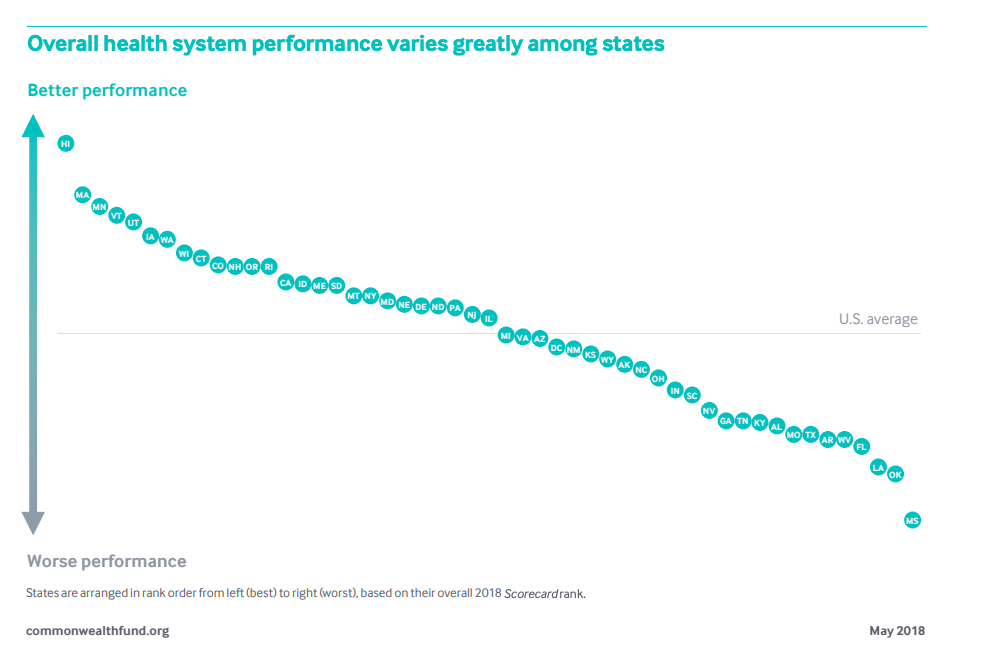 Overall health system performance varies greatly among states
Better performance
HI
MA
MN
VT
UT
IA
WA
WI
CT
CO
NH
OR
RI
CA
ID
ME
SD
MT
NY
MD
NE
DE
ND
PA
NJ
IL
U.S. average
MI
VA
AZ
DC
NM
KS
WY
AK
NC
OH
IN
SC
NV
GA
TN
KY
AL
MO
TX
AR
WV
FL
LA
OK
MS
Worse performance
States are arranged in rank order from left (best) to right (worst), based on their overall 2018 Scorecard rank.
commonwealthfund.org
May 2018